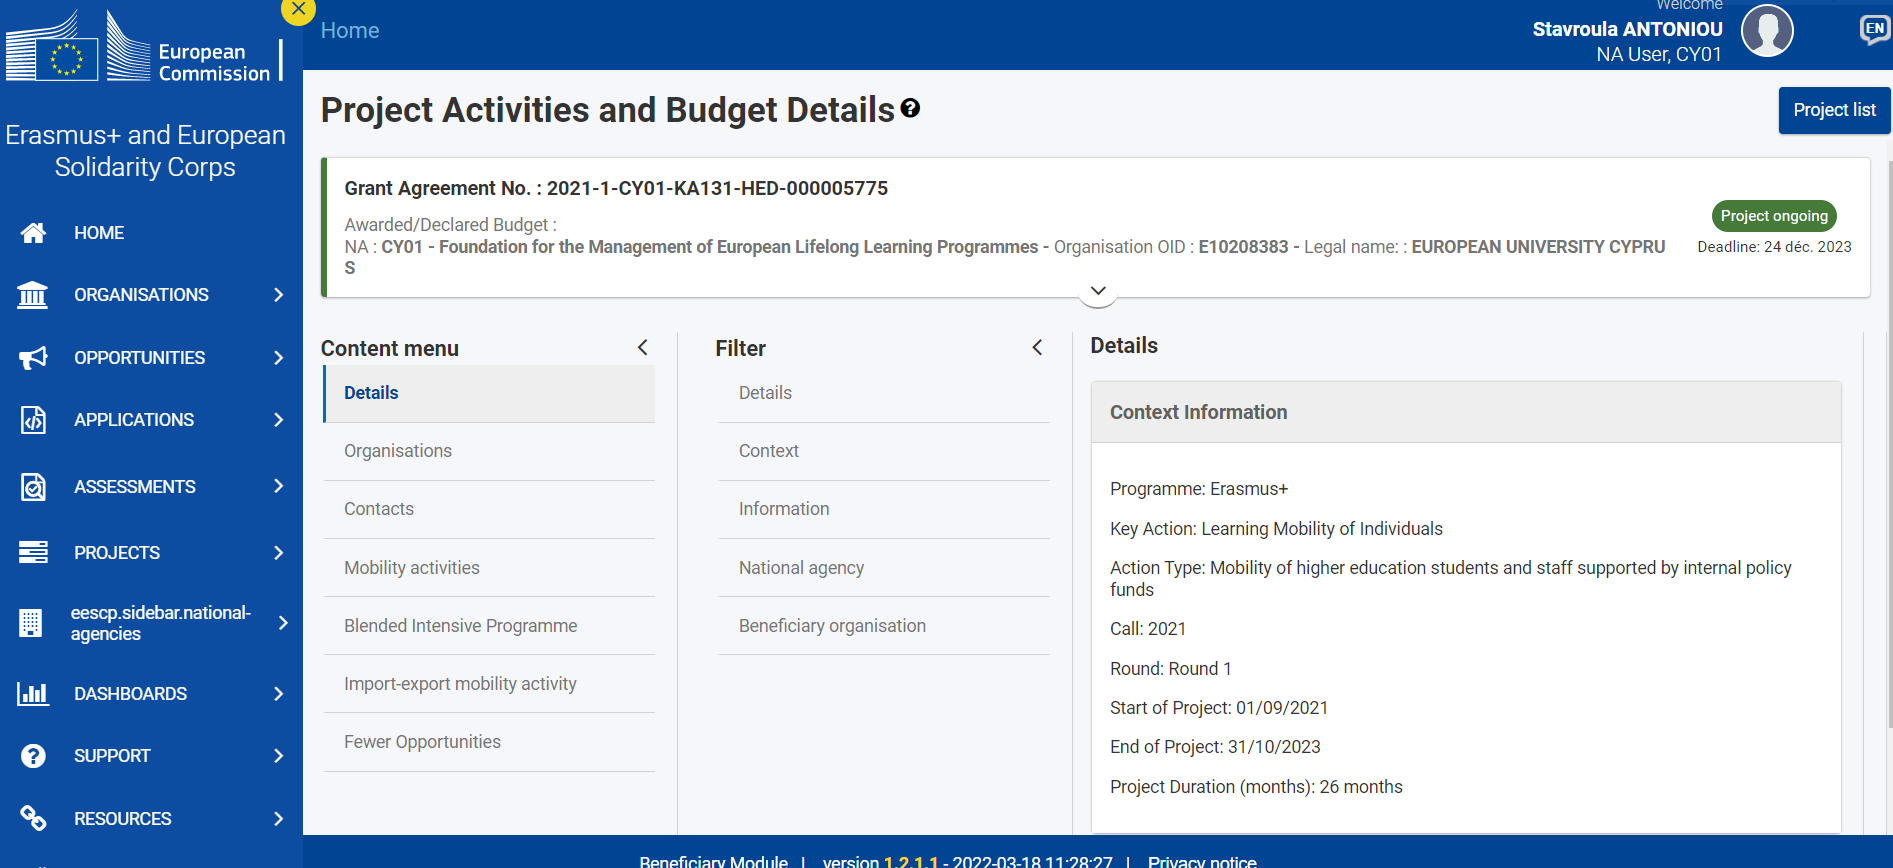 European
Commission
Erasmus+ and European
Solidarity Corps
HOME
ORGANISATIONS
OPPORTUNITIES
APPLICATIONS
ASSESSMENTS
PROJECTS
eescp.sidebar.national-
agencies
DASHBOARDS
SUPPORT
RESOURCES
Home
Welcome
Stavroula ANTONIOU
NA User, CY01
EN
Project Activities and Budget Details
Project list
Grant Agreement No. : 2021-1-CY01-KA131-HED-000005775
Awarded/Declared Budget :
NA : CY01 - Foundation for the Management of European Lifelong Learning Programmes - Organisation OID : E10208383 - Legal name: : EUROPEAN UNIVERSITY CYPRU
S
Project ongoing
Deadline: 24 déc. 2023
Content menu
Details
Organisations
Contacts
Mobility activities
Blended Intensive Programme
Import-export mobility activity
Fewer Opportunities
Filter
Details
Context
Information
National agency
Beneficiary organisation
Details
Context Information
Programme: Erasmus+
Key Action: Learning Mobility of Individuals
Action Type: Mobility of higher education students and staff supported by internal policy
funds
Call: 2021
Round: Round 1
Start of Project: 01/09/2021
End of Project: 31/10/2023
Project Duration (months): 26 months
Beneficiary Module | version 1.2.1.1 - 2022-03-18 11:28:27 | Privacy notice